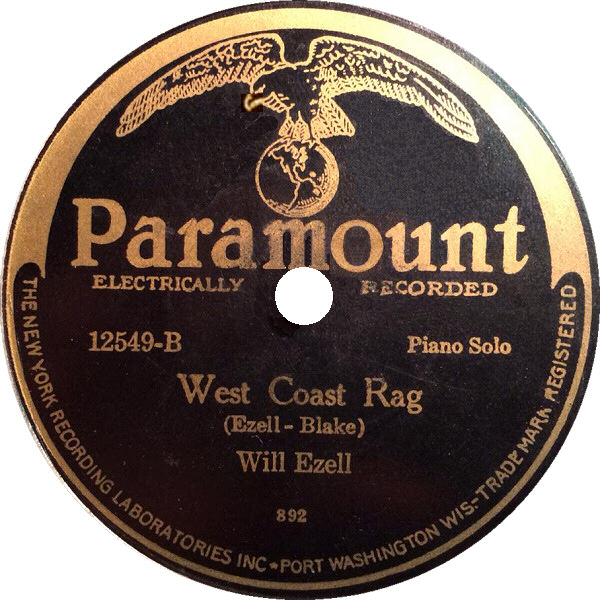 Paramount
ELECTRICALLY RECORDED
12549-B Piano Solo
West Coast Rag
(Ezell - Blake)
Will Ezell
892
THE NEW YORK RECORDING LABORATORIES INC★PORT WASHINGTON WIS-TRADE MARK REGISTERED